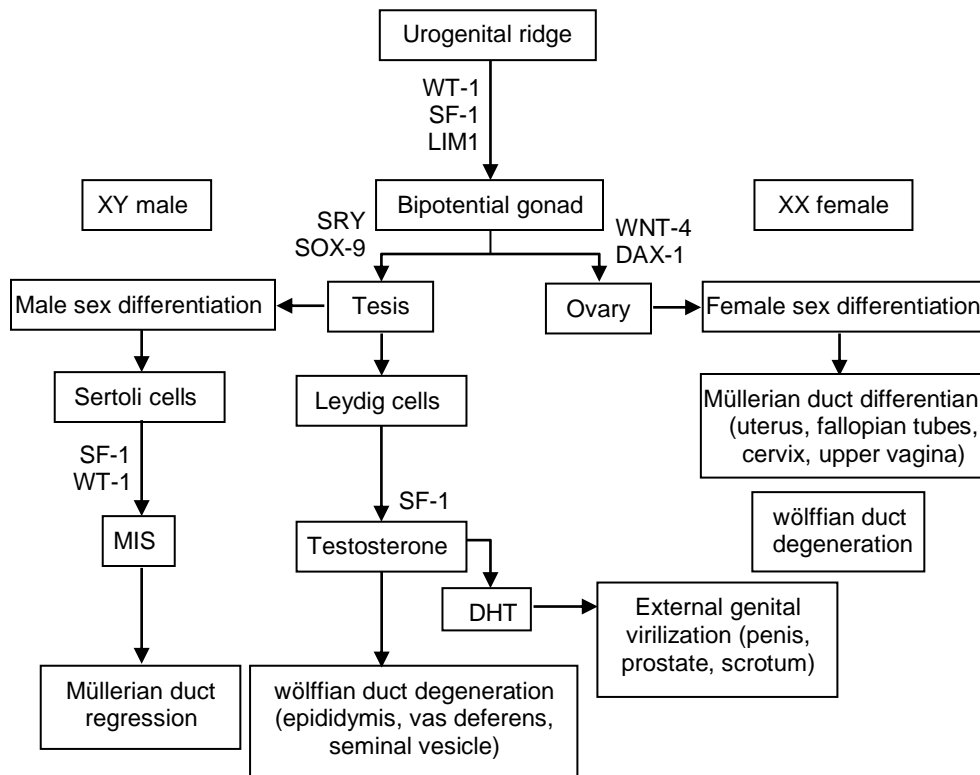 Urogenital ridge
WT-1
SF-1
LIM1
XY male
Bipotential gonad
XX female
SRY
SOX-9
WNT-4
DAX-1
Male sex differentiation
Tesis
Ovary
Female sex differentiation
Sertoli cells
Leydig cells
Müllerian duct differentian
(uterus, fallopian tubes,
cervix, upper vagina)
SF-1
WT-1
SF-1
wölffian duct
degeneration
MIS
Testosterone
DHT
External genital
virilization (penis,
prostate, scrotum)
Müllerian duct
regression
wölffian duct degeneration
(epididymis, vas deferens,
seminal vesicle)